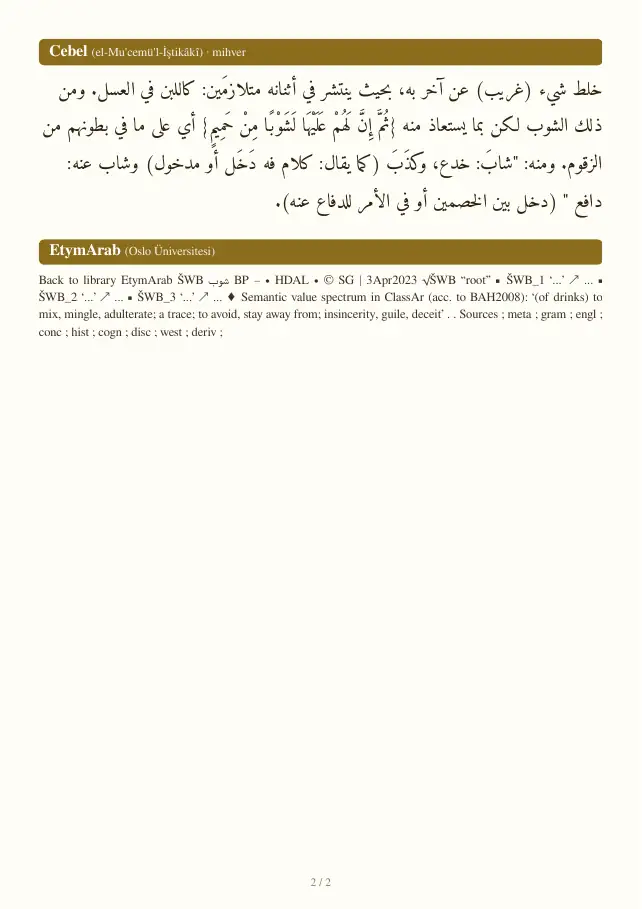 Cebel (el-Mu'cemü'l-İştikâkî) · mihver
خلط شيء (غريب) عن آخر به، بحيث ينتشر في أثنائه متلازمَين: كاللبن في العسل. ومن
ذلك الشوب لكن بما يستعاذ منه {ثُمَّ إِنَّ لَهُمْ عَلَيْهَا لَشَوْبًا مِنْ حَمِيمٍ} أي على ما في بطونهم من
الزقوم. ومنه: "شابَ: خدع، وكذَبَ (كما يقال: كلام فه دَخَل أو مدخول) وشاب عنه:
دافع " (دخل بين الخصمين أو في الأمر للدفاع عنه).
EtymArab (Oslo Üniversitesi)
Back to library EtymArab ŠWB شوب BP – • HDAL • © SG | 3Apr2023 √ŠWB “root” ▪ ŠWB_1 ‘...’ ↗ ... ▪
ŠWB_2 ‘...’ ↗ ... ▪ ŠWB_3 ‘...’ ↗ ... ♦ Semantic value spectrum in ClassAr (acc. to BAH2008): ‘(of drinks) to
mix, mingle, adulterate; a trace; to avoid, stay away from; insincerity, guile, deceit’ . . Sources ; meta ; gram ; engl ;
conc ; hist ; cogn ; disc ; west ; deriv ;
2 / 2